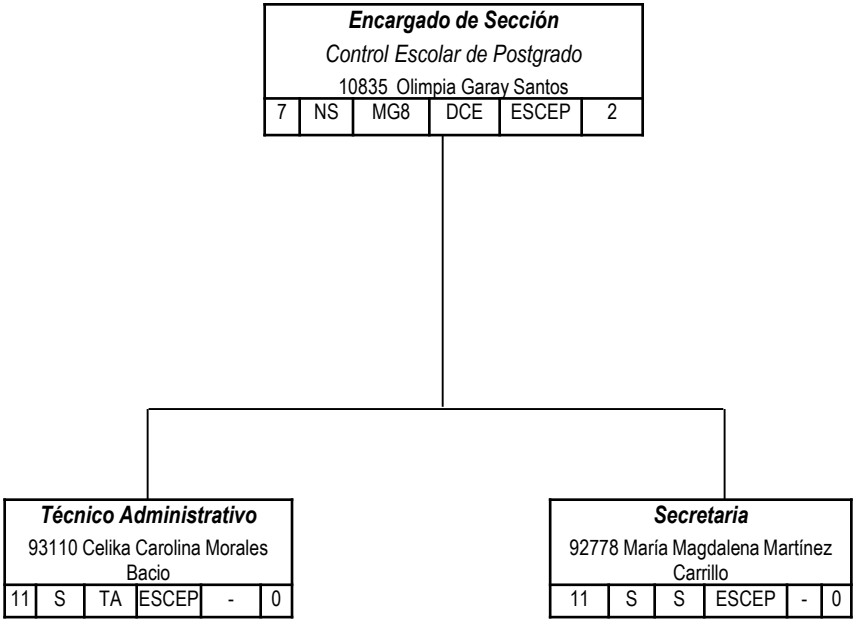 Encargado de Sección
Control Escolar de Postgrado
10835 Olimpia Garay Santos
7 NS MG8 DCE ESCEP 2
Técnico Administrativo
93110 Celika Carolina Morales
Bacio
11 S TA ESCEP - 0
Secretaria
92778 María Magdalena Martínez
Carrillo
11 S S ESCEP - 0